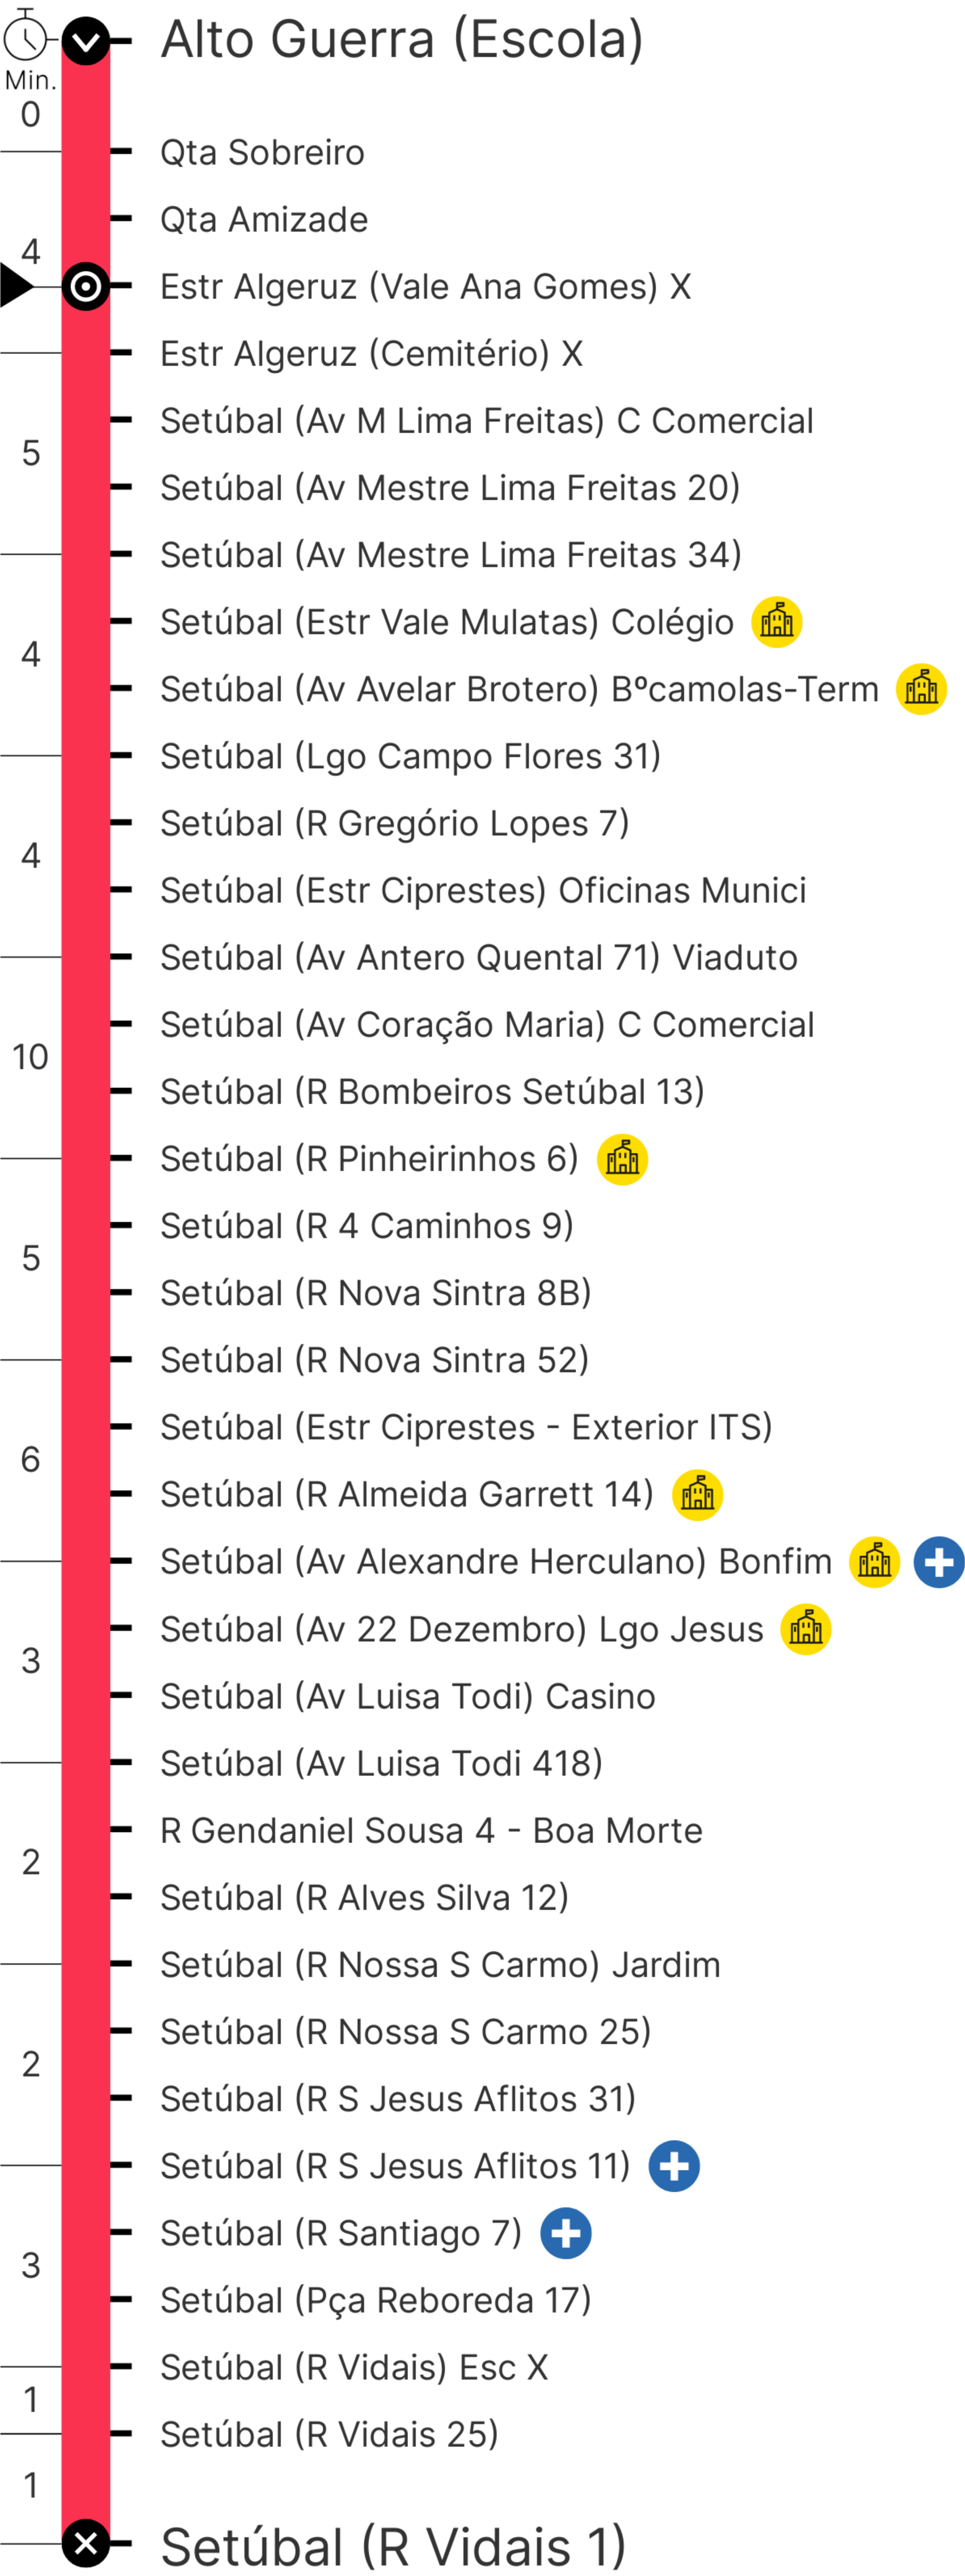 Alto Guerra (Escola)
Min.
0
Qta Sobreiro
Qta Amizade
4
Estr Algeruz (Vale Ana Gomes) X
Estr Algeruz (Cemitério) X
Setúbal (Av M Lima Freitas) C Comercial
5
Setúbal (Av Mestre Lima Freitas 20)
Setúbal (Av Mestre Lima Freitas 34)
Setúbal (Estr Vale Mulatas) Colégio
4
Setúbal (Av Avelar Brotero) Bºcamolas-Term
Setúbal (Lgo Campo Flores 31)
Setúbal (R Gregório Lopes 7)
4
Setúbal (Estr Ciprestes) Oficinas Munici
Setúbal (Av Antero Quental 71) Viaduto
Setúbal (Av Coração Maria) C Comercial
10
Setúbal (R Bombeiros Setúbal 13)
Setúbal (R Pinheirinhos 6)
Setúbal (R 4 Caminhos 9)
5
Setúbal (R Nova Sintra 8B)
Setúbal (R Nova Sintra 52)
Setúbal (Estr Ciprestes - Exterior ITS)
6
Setúbal (R Almeida Garrett 14)
Setúbal (Av Alexandre Herculano) Bonfim
Setúbal (Av 22 Dezembro) Lgo Jesus
3
Setúbal (Av Luisa Todi) Casino
Setúbal (Av Luisa Todi 418)
R Gendaniel Sousa 4 - Boa Morte
2
Setúbal (R Alves Silva 12)
Setúbal (R Nossa S Carmo) Jardim
Setúbal (R Nossa S Carmo 25)
2
Setúbal (R S Jesus Aflitos 31)
Setúbal (R S Jesus Aflitos 11)
Setúbal (R Santiago 7)
3
Setúbal (Pça Reboreda 17)
Setúbal (R Vidais) Esc X
1
Setúbal (R Vidais 25)
1
Setúbal (R Vidais 1)